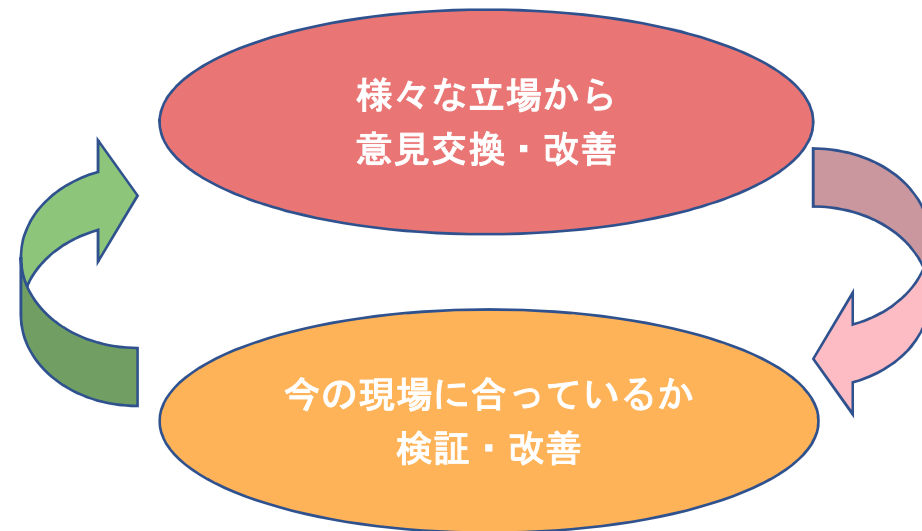 様々な立場から
意見交換・改善
今の現場に合っているか
検証・改善